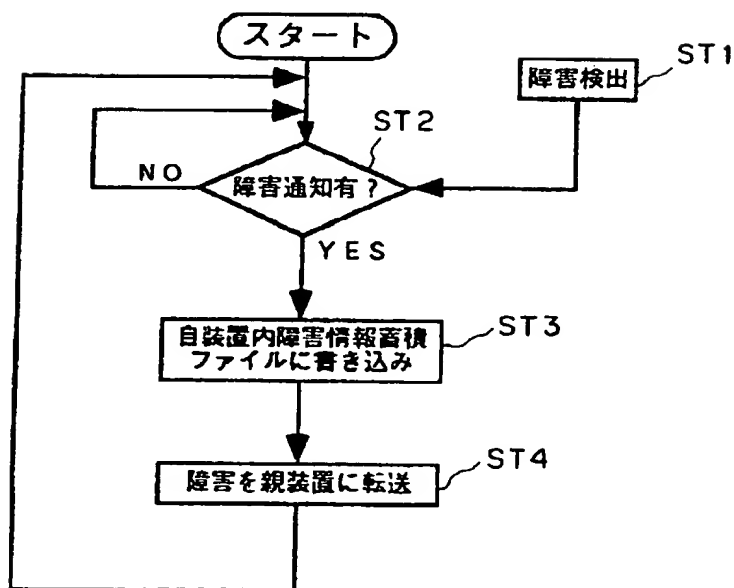 スタート
障害検出
ST1
ST2
障害通知有?
NO
YES
自装置内障害情報蓄積
ファイルに書き込み
ST3
障害を親装置に転送
ST4